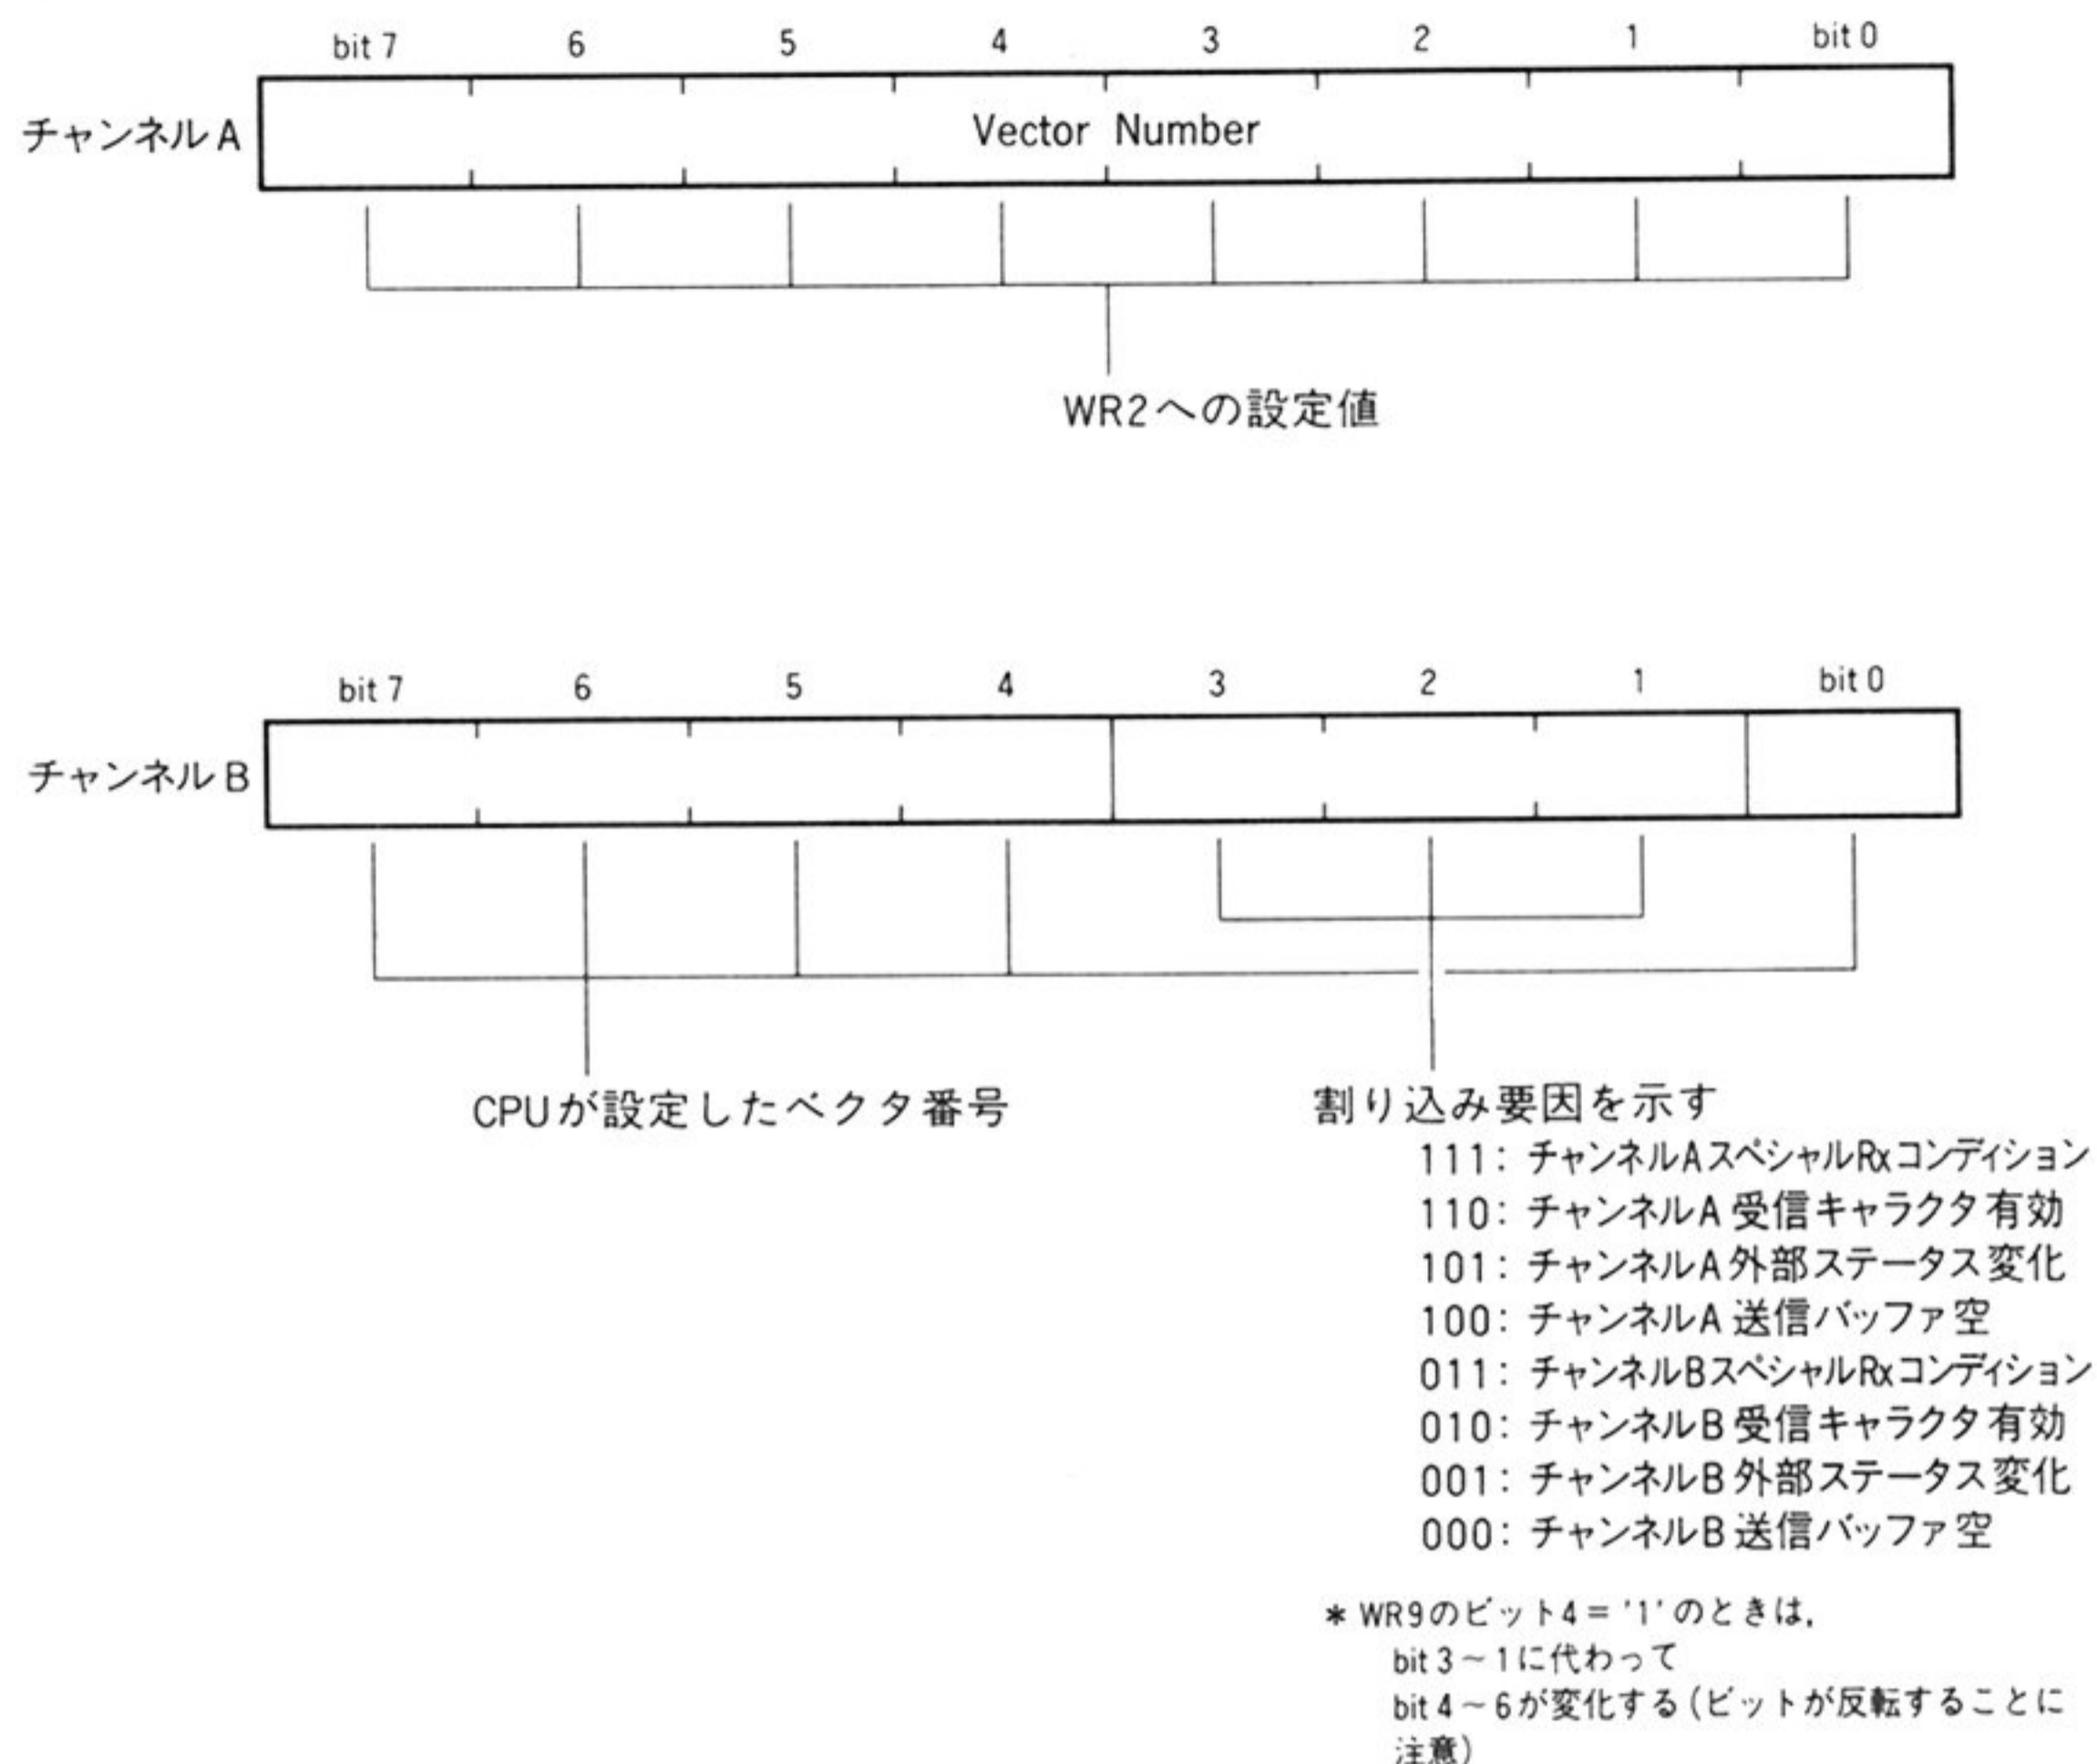 bit 7 6 5 4 3 2 1 bit 0
チャンネルA Vector Number
WR2への設定値
bit 7 6 5 4 3 2 1 bit 0
チャンネルB
CPUが設定したベクタ番号
割り込み要因を示す
111: チャンネルAスペシャルRxコンディション
110: チャンネルA 受信キャラクタ有効
101: チャンネルA外部ステータス変化
100: チャンネルA 送信バッファ空
011: チャンネルBスペシャルRxコンディション
010: チャンネルB 受信キャラクタ有効
001: チャンネルB 外部ステータス変化
000: チャンネルB 送信バッファ空
* WR9のビット4 = '1' のときは,
bit 3~1に代わって
bit 4~6が変化する (ビットが反転することに
注意)